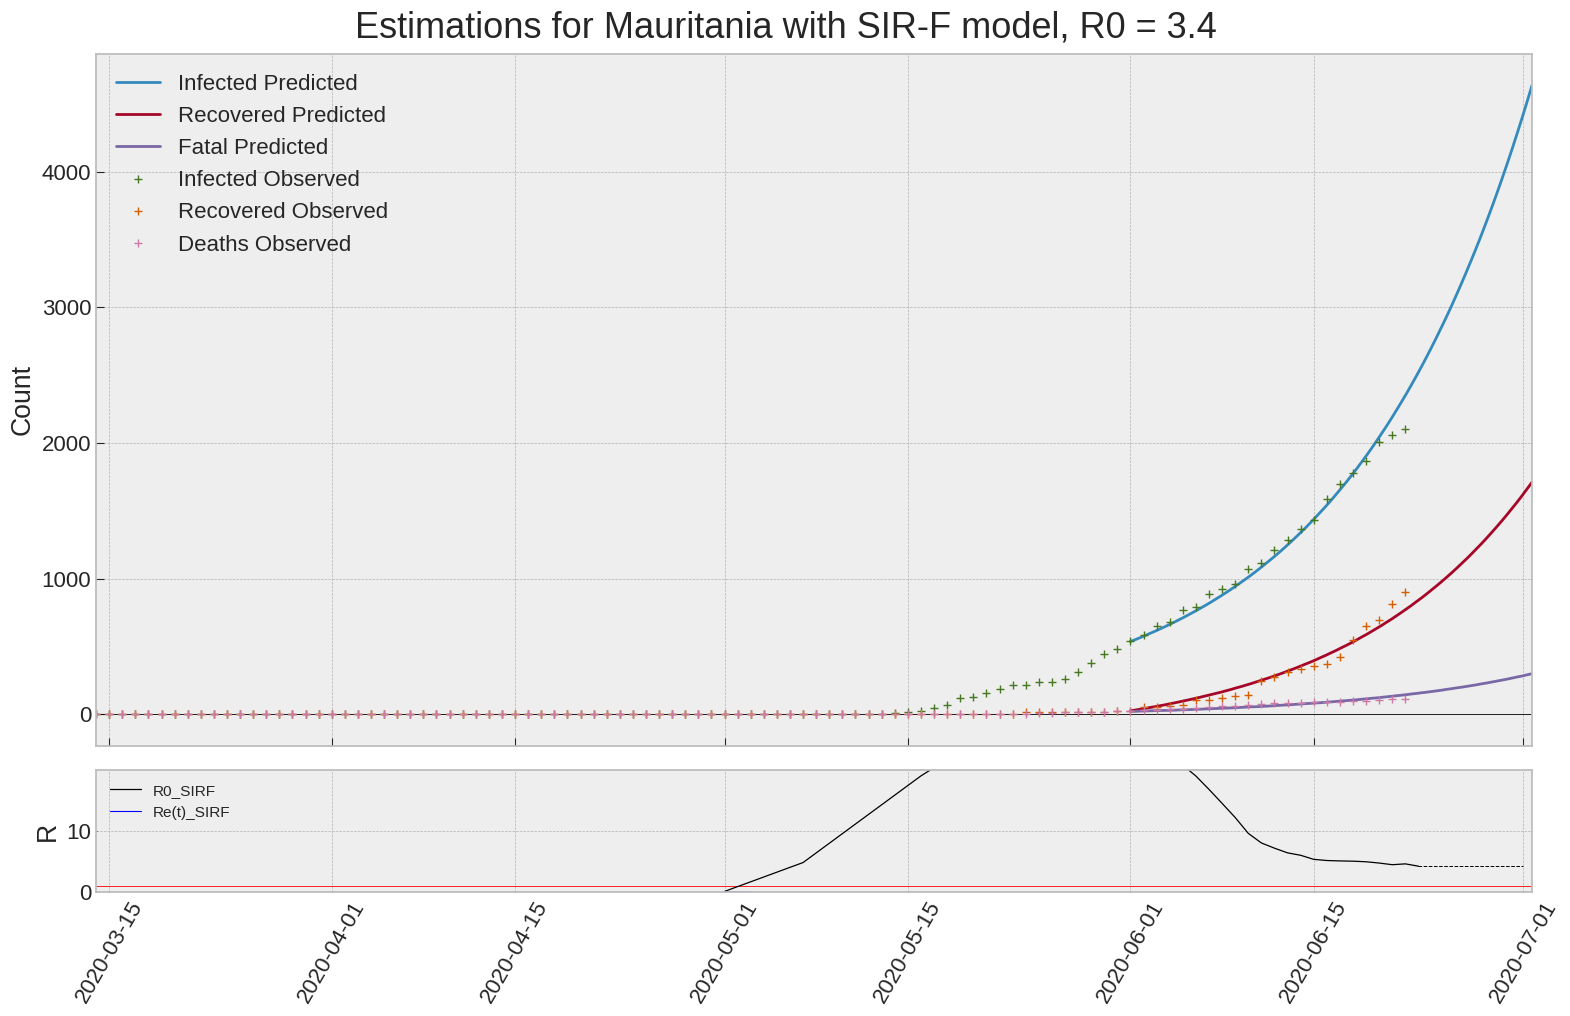 Estimations for Mauritania with SIR-F model, R0 = 3.4
Infected Predicted
Recovered Predicted
Fatal Predicted
Infected Observed
Recovered Observed
Deaths Observed
Count
4000
3000
2000
1000
0
R0_SIRF
Re(t)_SIRF
R
10
0
2020-03-15
2020-04-01
2020-04-15
2020-05-01
2020-05-15
2020-06-01
2020-06-15
2020-07-01